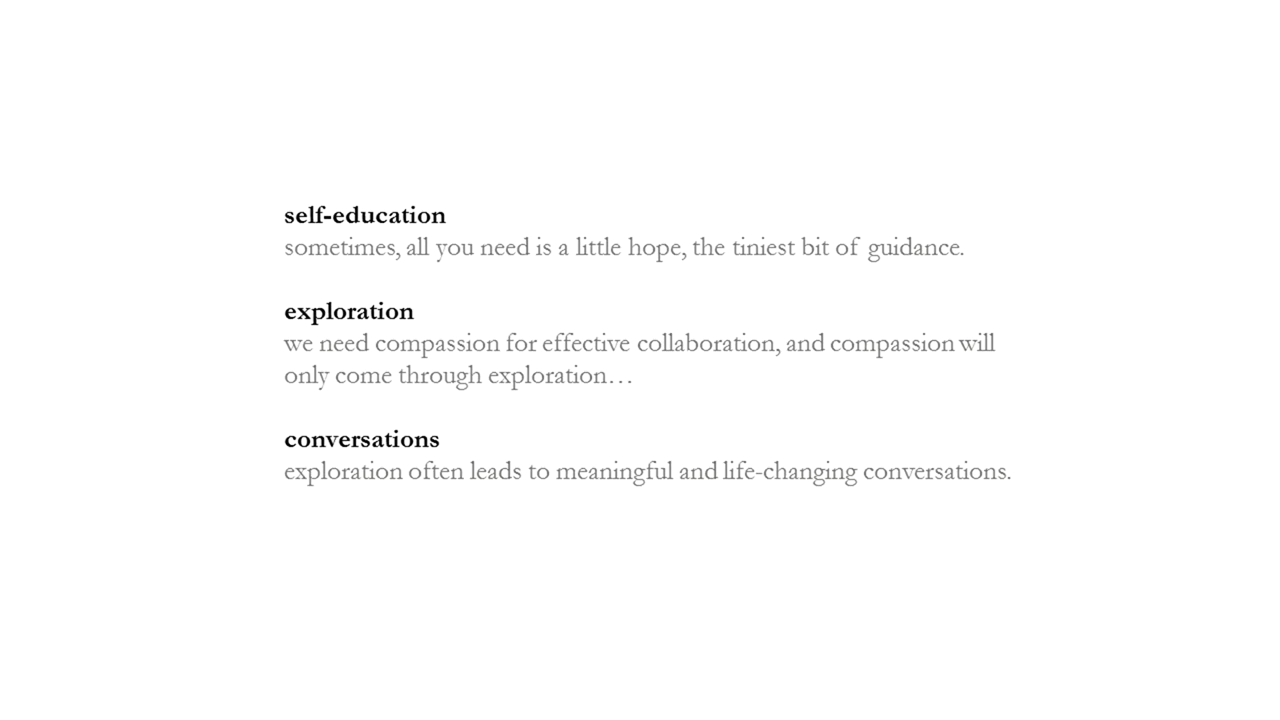 self-education
sometimes, all you need is a little hope, the tiniest bit of guidance.
exploration
we need compassion for effective collaboration, and compassion will
only come through exploration…
conversations
exploration often leads to meaningful and life-changing conversations.